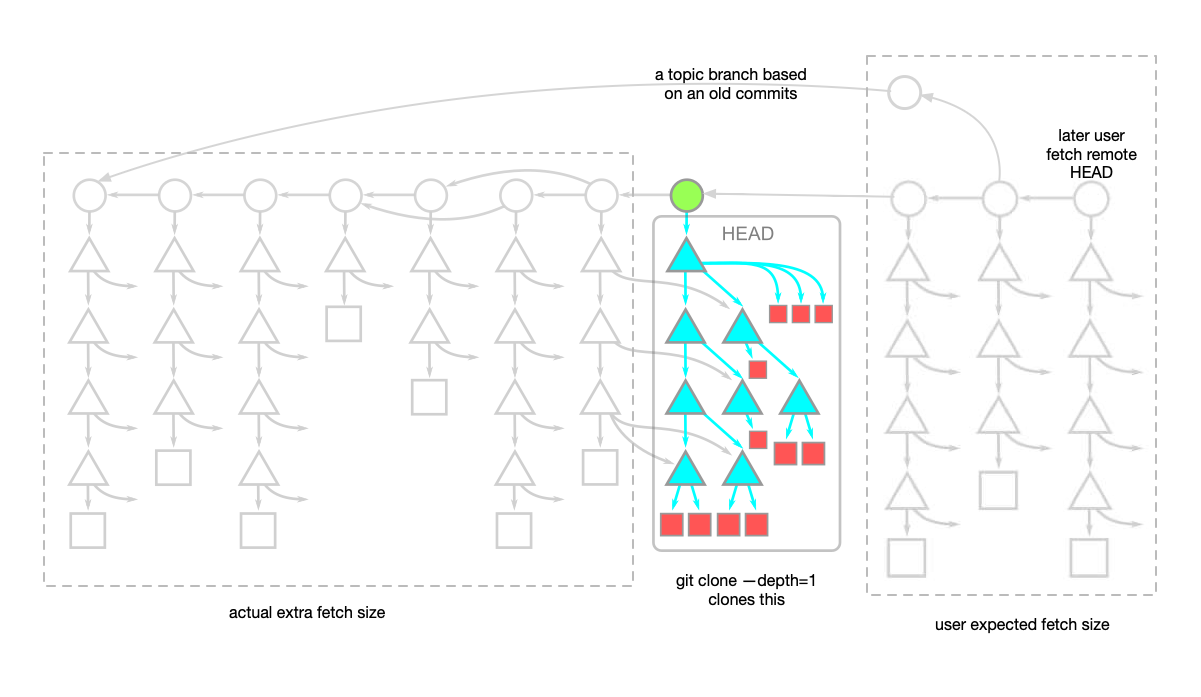 a topic branch based
on an old commits
later user
fetch remote
HEAD
HEAD
git clone —depth=1
clones this
actual extra fetch size
user expected fetch size